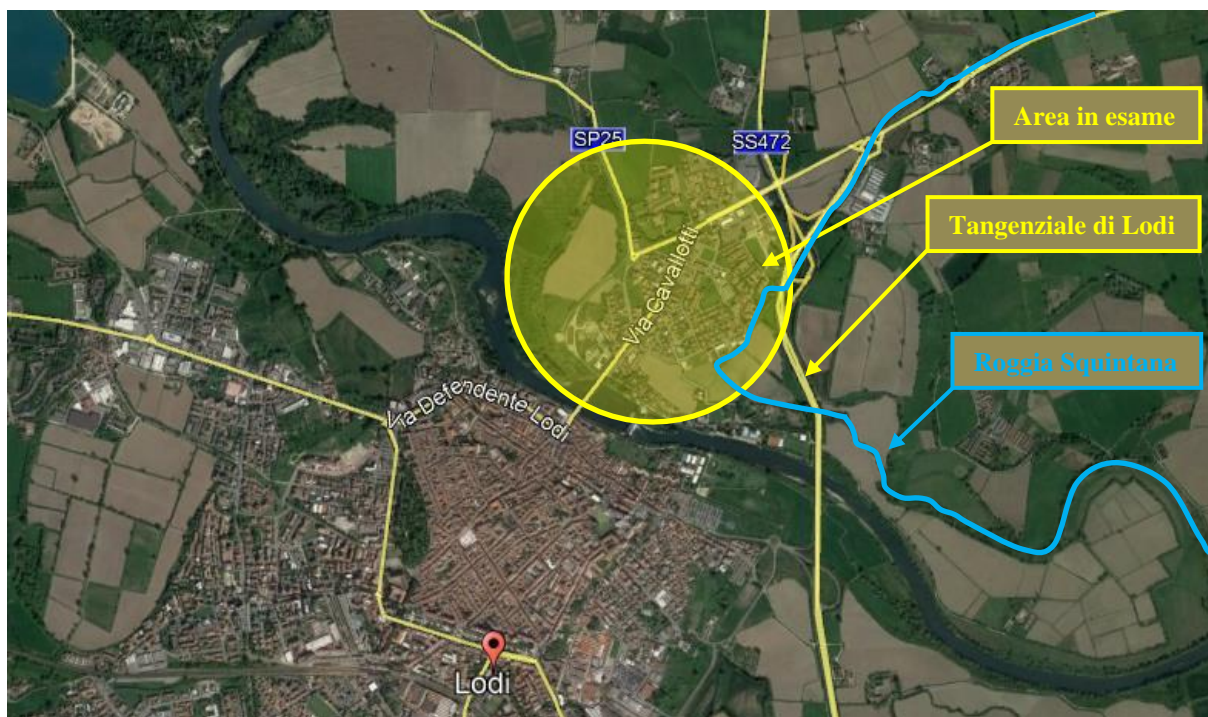 Area in esame
SP25
SS472
Tangenziale di Lodi
Via Cavallotti
Roggia Squintana
Via Defendente Lodi
Lodi